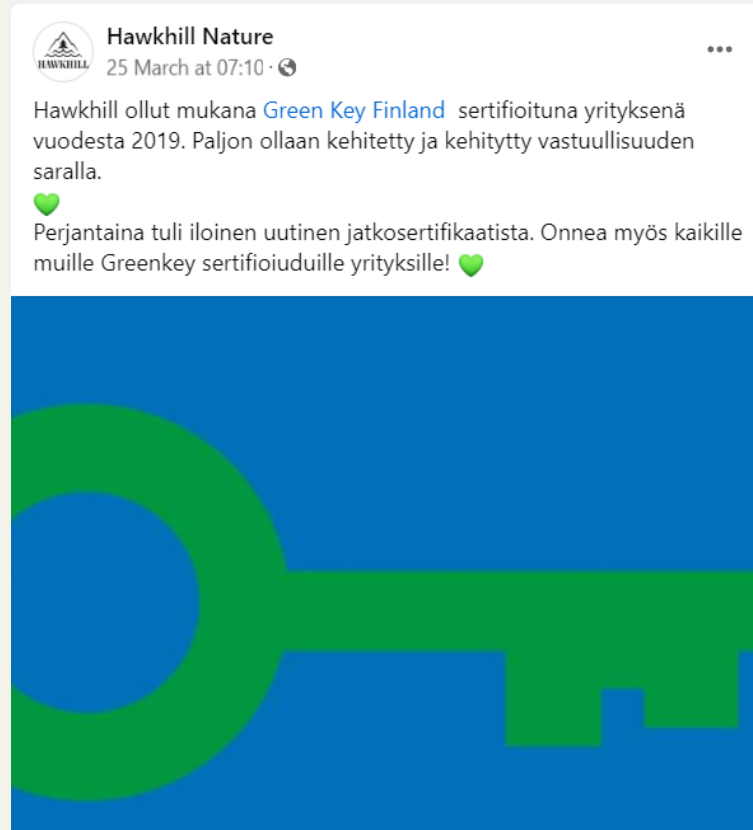 Hawkhill Nature
HAWKHILL
25 March at 07:10 ·
Hawkhill ollut mukana Green Key Finland sertifioituna yrityksenä
vuodesta 2019. Paljon ollaan kehitetty ja kehitytty vastuullisuuden
saralla.
💚
Perjantaina tuli iloinen uutinen jatkosertifikaatista. Onnea myös kaikille
muille Greenkey sertifioiuduille yrityksille! 💚